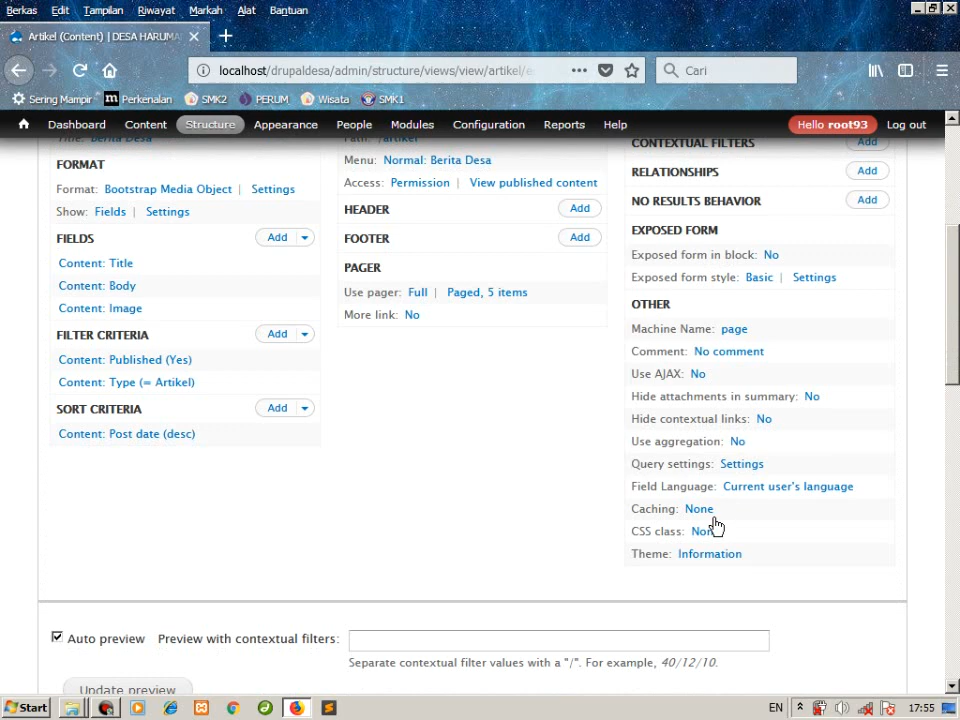 Berkas Edit Tampilan Riwayat Markah Alat Bantuan
Artikel (Content) | DESA HARUMA
localhost/drupaldesa/admin/structure/views/view/artikel/e
Cari
Sering Mampir Perkenalan SMK2 PERUM Wisata SMK1
Dashboard Content Structure Appearance People Modules Configuration Reports Help Hello root93 Log out
Title: Berita Desa
FORMAT
Format: Bootstrap Media Object | Settings
Show: Fields | Settings
FIELDS Add
Content: Title
Content: Body
Content: Image
FILTER CRITERIA Add
Content: Published (Yes)
Content: Type (= Artikel)
SORT CRITERIA Add
Content: Post date (desc)
Path: /artikel
Menu: Normal: Berita Desa
Access: Permission | View published content
HEADER Add
FOOTER Add
PAGER
Use pager: Full | Paged, 5 items
More link: No
CONTEXTUAL FILTERS Add
RELATIONSHIPS Add
NO RESULTS BEHAVIOR Add
EXPOSED FORM
Exposed form in block: No
Exposed form style: Basic | Settings
OTHER
Machine Name: page
Comment: No comment
Use AJAX: No
Hide attachments in summary: No
Hide contextual links: No
Use aggregation: No
Query settings: Settings
Field Language: Current user's language
Caching: None
CSS class: None
Theme: Information
Auto preview Preview with contextual filters:
Separate contextual filter values with a "/". For example, 40/12/10.
Update preview
Start EN 17:55